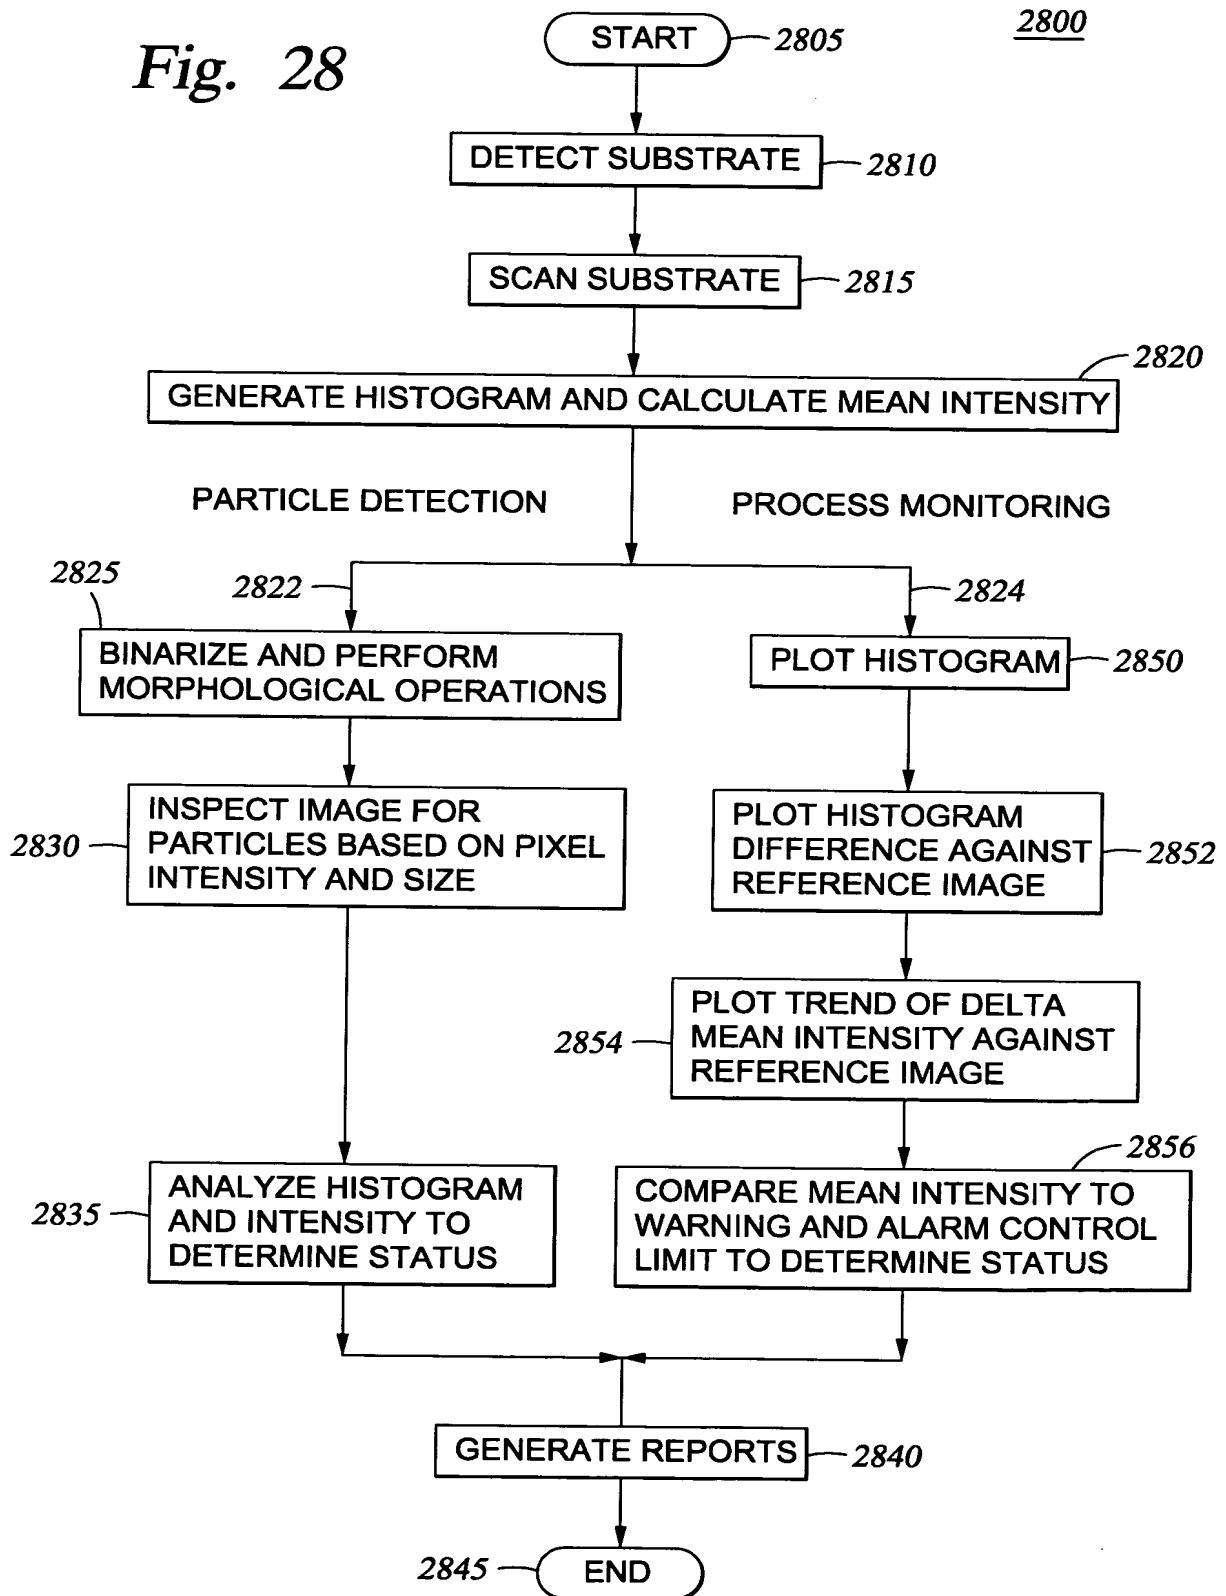 Fig. 28
2800
START
2805
DETECT SUBSTRATE
2810
SCAN SUBSTRATE
2815
2820
GENERATE HISTOGRAM AND CALCULATE MEAN INTENSITY
PARTICLE DETECTION
PROCESS MONITORING
2825
2822
2824
BINARIZE AND PERFORM
MORPHOLOGICAL OPERATIONS
PLOT HISTOGRAM
2850
2830
INSPECT IMAGE FOR
PARTICLES BASED ON PIXEL
INTENSITY AND SIZE
PLOT HISTOGRAM
DIFFERENCE AGAINST
REFERENCE IMAGE
2852
2854
PLOT TREND OF DELTA
MEAN INTENSITY AGAINST
REFERENCE IMAGE
2835
ANALYZE HISTOGRAM
AND INTENSITY TO
DETERMINE STATUS
2856
COMPARE MEAN INTENSITY TO
WARNING AND ALARM CONTROL
LIMIT TO DETERMINE STATUS
GENERATE REPORTS
2840
2845
END